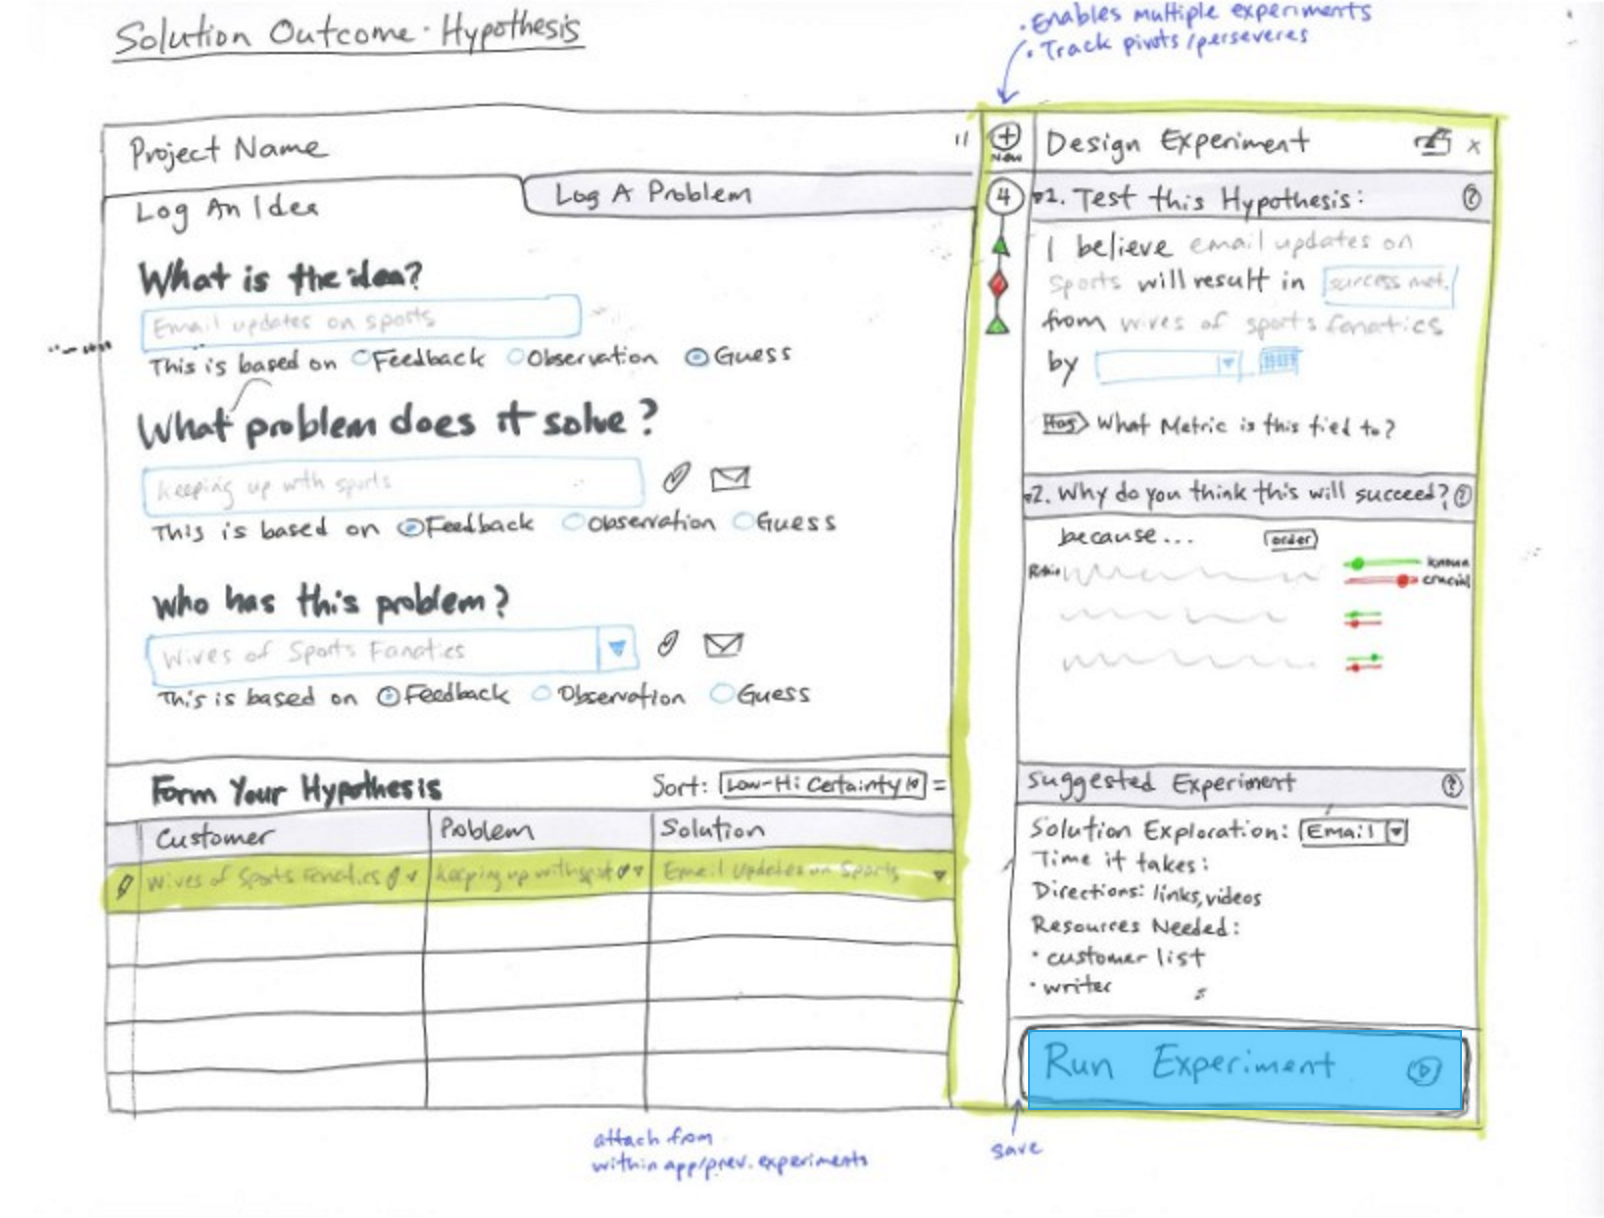 Solution Outcome · Hypothesis
· Enables multiple experiments
· Track pivots/perseveres
Project Name
Log An Idea
Log A Problem
What is the idea?
Email updates on sports
This is based on Feedback Observation Guess
What problem does it solve?
keeping up with sports
This is based on Feedback Observation Guess
Who has this problem?
Wives of Sports Fanatics
This is based on Feedback Observation Guess
Form Your Hypothesis
Sort: Low-Hi Certainty
Customer Problem Solution
Wives of Sports Fanatics keeping up with Email Updates on Sports
attach from
within app/prev. experiments
+
New
4
Design Experiment x
1. Test this Hypothesis: ?
I believe email updates on
sports will result in success met.
from wives of sports fanatics
by
What Metric is this tied to?
2. Why do you think this will succeed? ?
because... order
known
crucial
Suggested Experiment ?
Solution Exploration: Email
Time it takes:
Directions: links, videos
Resources Needed:
· customer list
· writer
Run Experiment
save